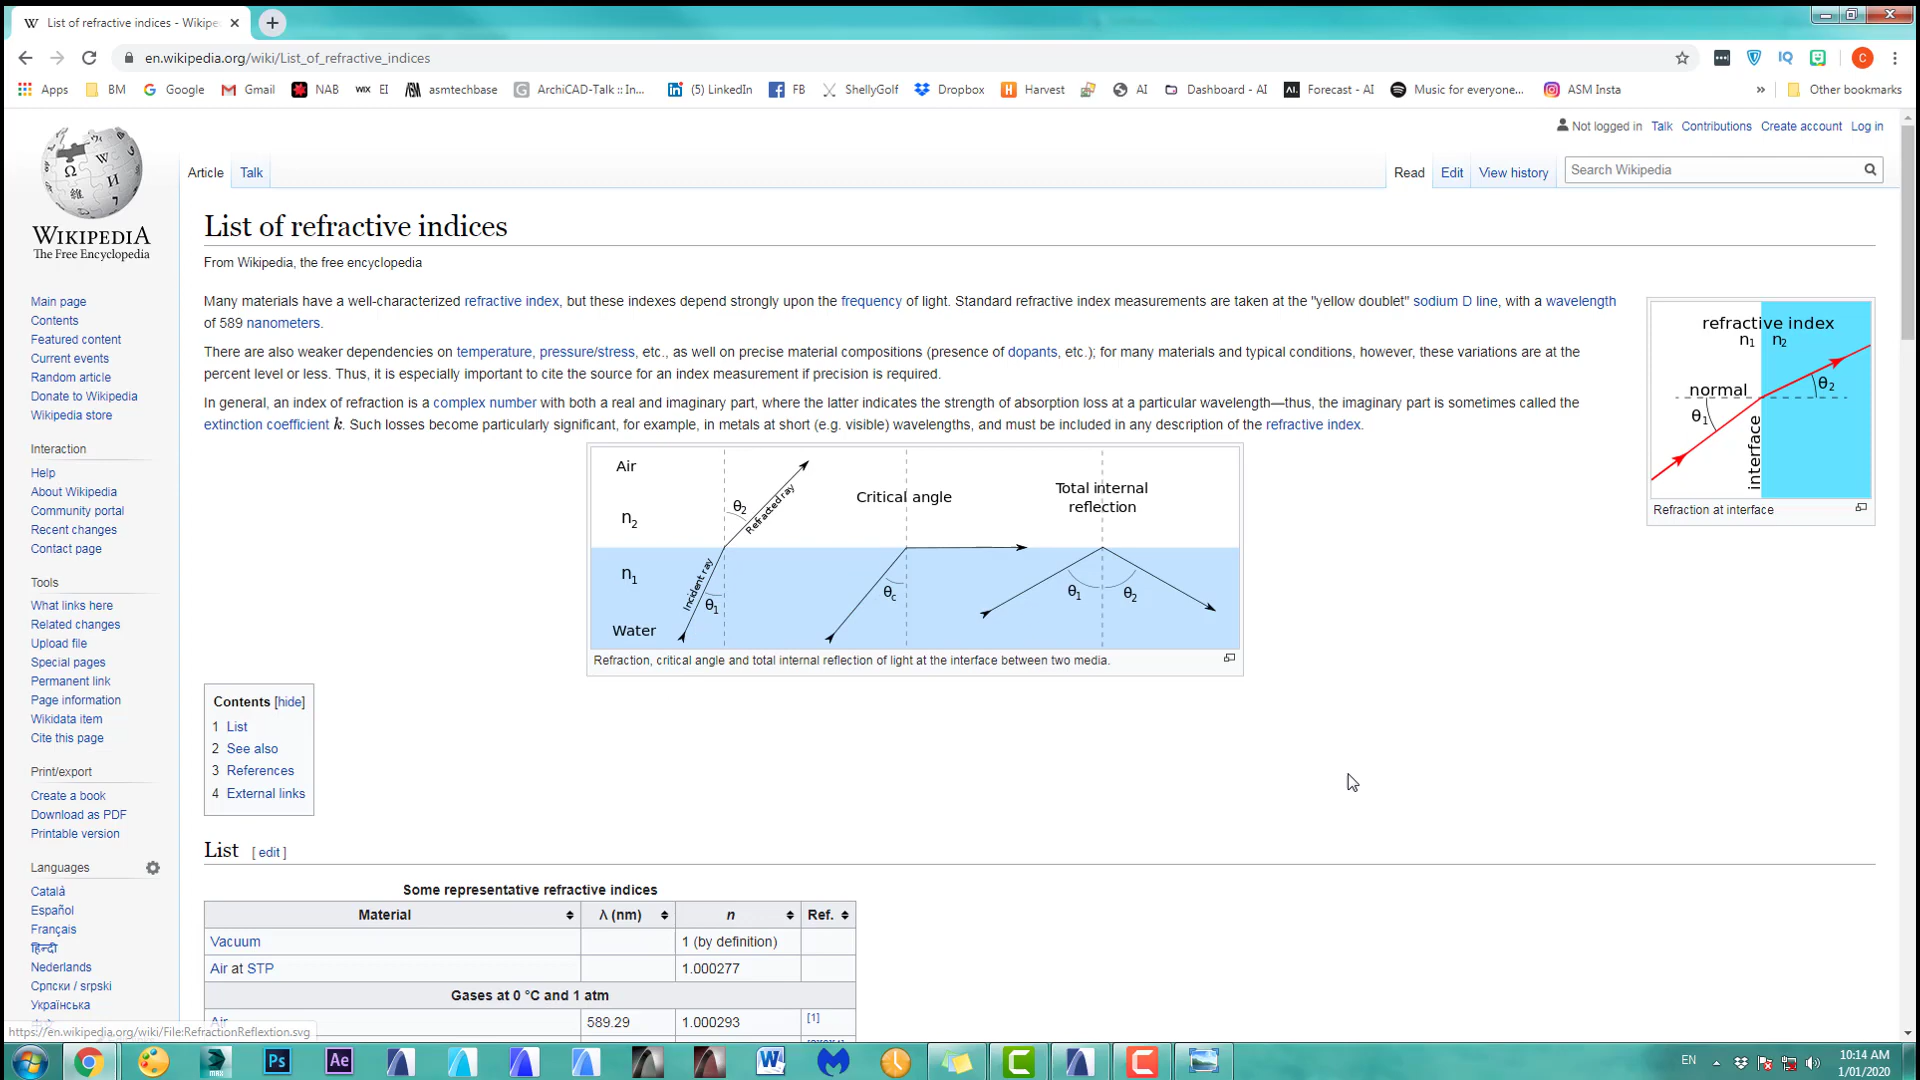 List of refractive indices - Wikipe
en.wikipedia.org/wiki/List_of_refractive_indices
Apps BM Google Gmail NAB WIX EI asmtechbase ArchiCAD-Talk :: In... (5) LinkedIn FB ShellyGolf Dropbox Harvest AI Dashboard - AI Forecast - AI Music for everyone... ASM Insta » Other bookmarks
Not logged in Talk Contributions Create account Log in
Article Talk Read Edit View history Search Wikipedia
WIKIPEDIA
The Free Encyclopedia
Main page
Contents
Featured content
Current events
Random article
Donate to Wikipedia
Wikipedia store
Interaction
Help
About Wikipedia
Community portal
Recent changes
Contact page
Tools
What links here
Related changes
Upload file
Special pages
Permanent link
Page information
Wikidata item
Cite this page
Print/export
Create a book
Download as PDF
Printable version
Languages
Català
Español
Français
हिन्दी
Nederlands
Српски / srpski
Українська
https://en.wikipedia.org/wiki/File:RefractionReflextion.svg
List of refractive indices
From Wikipedia, the free encyclopedia
Many materials have a well-characterized refractive index, but these indexes depend strongly upon the frequency of light. Standard refractive index measurements are taken at the "yellow doublet" sodium D line, with a wavelength
of 589 nanometers.
There are also weaker dependencies on temperature, pressure/stress, etc., as well on precise material compositions (presence of dopants, etc.); for many materials and typical conditions, however, these variations are at the
percent level or less. Thus, it is especially important to cite the source for an index measurement if precision is required.
In general, an index of refraction is a complex number with both a real and imaginary part, where the latter indicates the strength of absorption loss at a particular wavelength—thus, the imaginary part is sometimes called the
extinction coefficient k. Such losses become particularly significant, for example, in metals at short (e.g. visible) wavelengths, and must be included in any description of the refractive index.
refractive index
n1 n2
normal
θ1
θ2
interface
Refraction at interface
Air
n2
θ2
Refracted ray
Critical angle
Total internal
reflection
n1
Incident ray
θ1
θc
θ1
θ2
Water
Refraction, critical angle and total internal reflection of light at the interface between two media.
Contents [hide]
1 List
2 See also
3 References
4 External links
List [ edit ]
Some representative refractive indices
Material λ (nm) n Ref.
Vacuum 1 (by definition)
Air at STP 1.000277
Gases at 0 °C and 1 atm
Air 589.29 1.000293 [1]
MAX Ps Ae W
EN
10:14 AM
1/01/2020